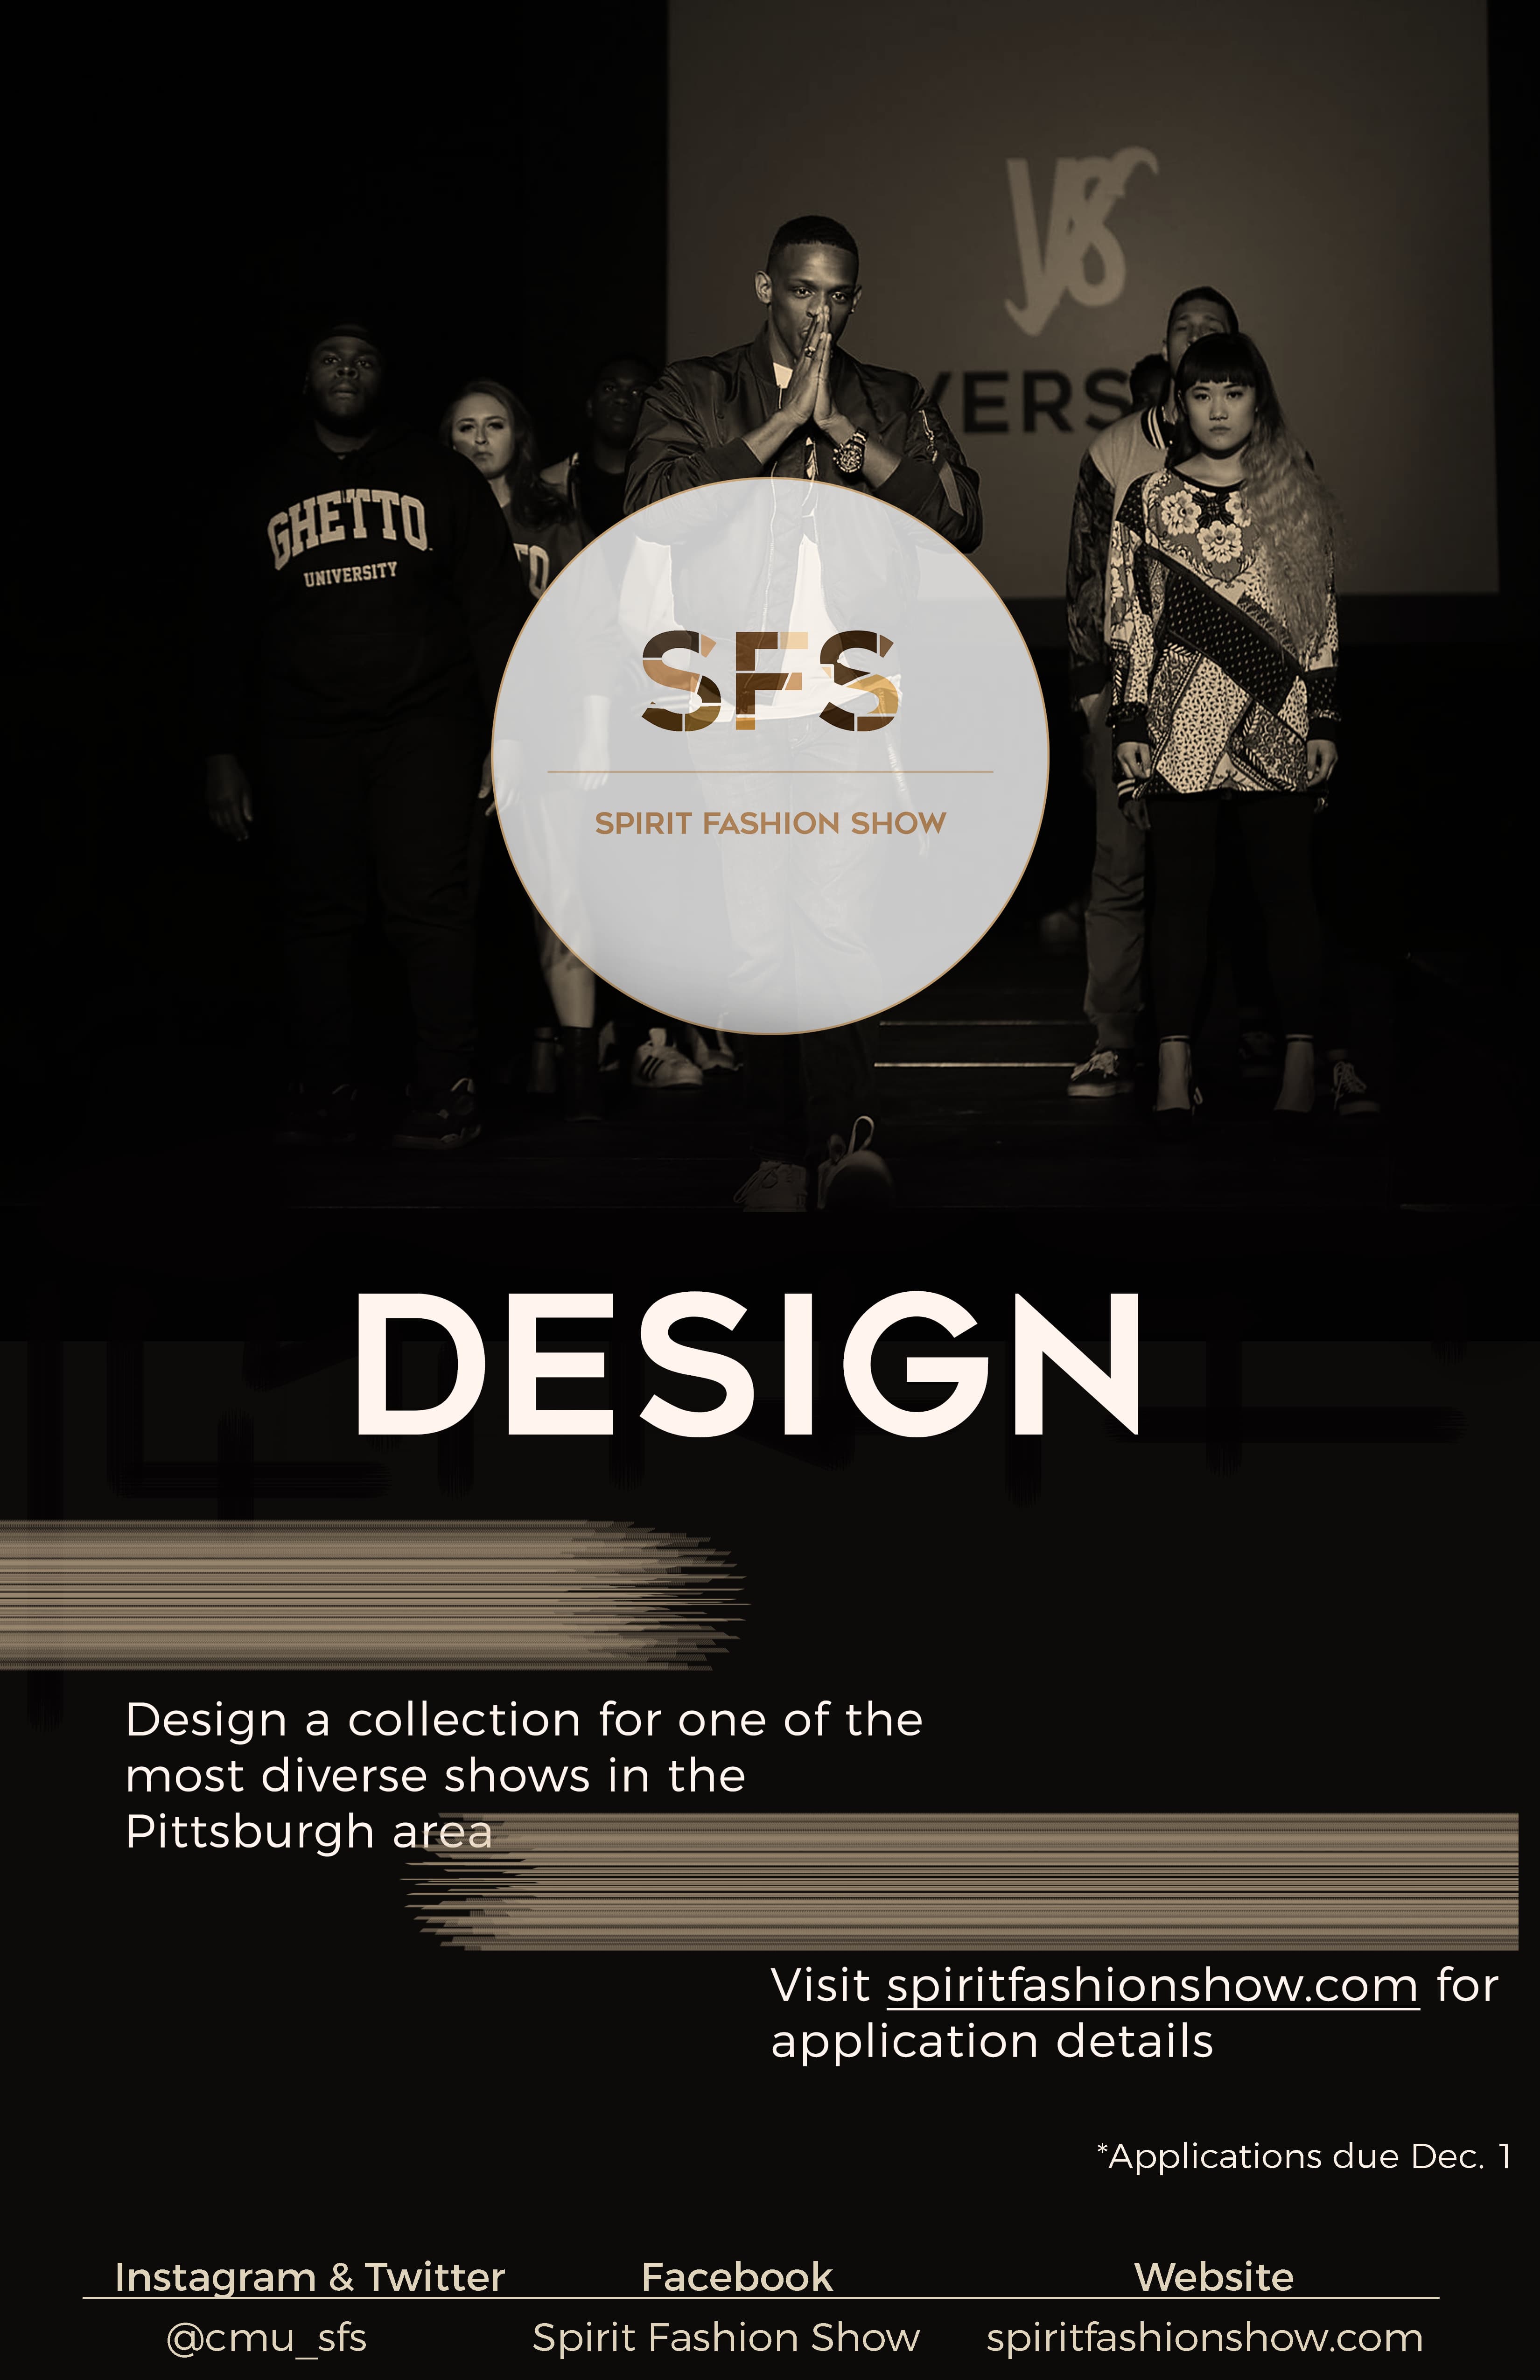 VS
VERS
GHETTO
UNIVERSITY
SFS
SPIRIT FASHION SHOW
DESIGN
Design a collection for one of the
most diverse shows in the
Pittsburgh area
Visit spiritfashionshow.com for
application details
*Applications due Dec. 1
Instagram & Twitter
Facebook
Website
@cmu_sfs
Spirit Fashion Show
spiritfashionshow.com